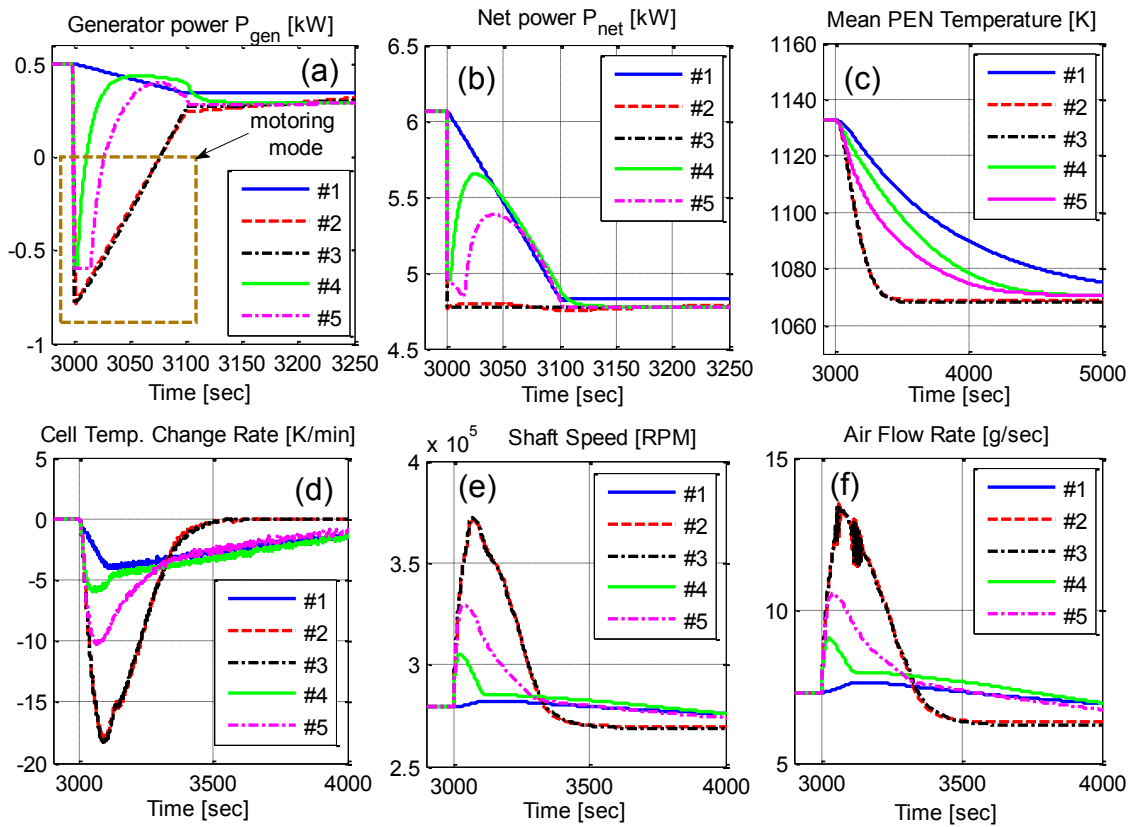 Generator power P_gen [kW]
0.5
0
-0.5
-1
3000 3050 3100 3150 3200 3250
Time [sec]
(a)
motoring
mode
#1
#2
#3
#4
#5
Net power P_net [kW]
6.5
6
5.5
5
4.5
3000 3050 3100 3150 3200 3250
Time [sec]
(b)
#1
#2
#3
#4
#5
Mean PEN Temperature [K]
1160
1140
1120
1100
1080
1060
3000 4000 5000
Time [sec]
(c)
#1
#2
#3
#4
#5
Cell Temp. Change Rate [K/min]
5
0
-5
-10
-15
-20
3000 3500 4000
Time [sec]
(d)
#1
#2
#3
#4
#5
x 10^5
Shaft Speed [RPM]
4
3.5
3
2.5
3000 3500 4000
Time [sec]
(e)
#1
#2
#3
#4
#5
Air Flow Rate [g/sec]
15
10
5
3000 3500 4000
Time [sec]
(f)
#1
#2
#3
#4
#5